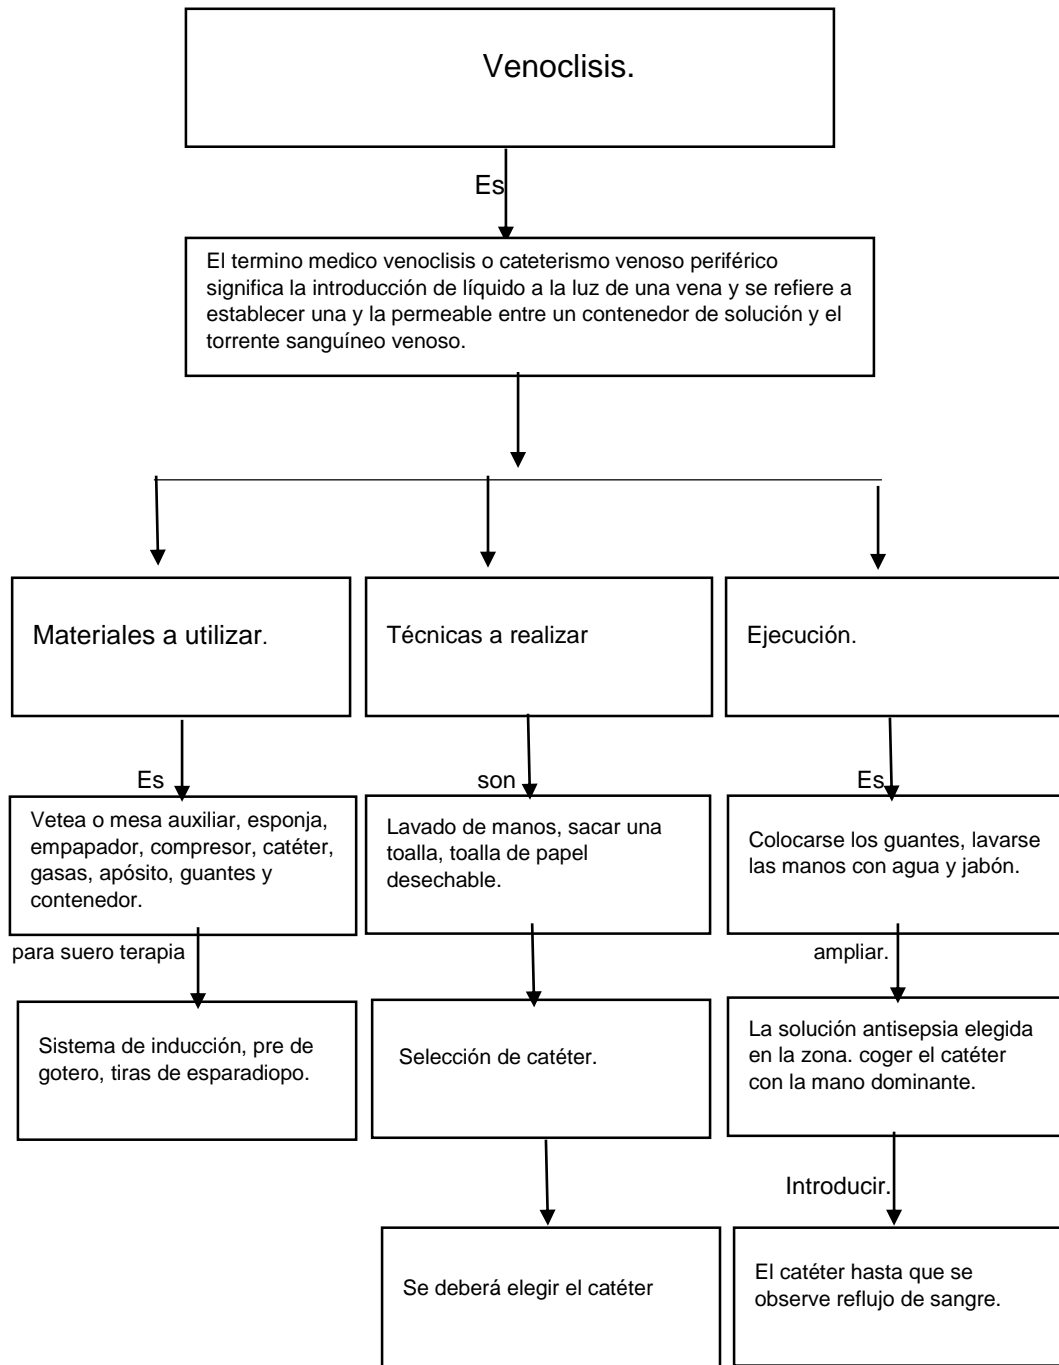 Venoclisis.
Es
El termino medico venoclisis o cateterismo venoso periférico
significa la introducción de líquido a la luz de una vena y se refiere a
establecer una y la permeable entre un contenedor de solución y el
torrente sanguíneo venoso.
Materiales a utilizar.
Técnicas a realizar
Ejecución.
Es
son
Es
Vetea o mesa auxiliar, esponja,
empapador, compresor, catéter,
gasas, apósito, guantes y
contenedor.
Lavado de manos, sacar una
toalla, toalla de papel
desechable.
Colocarse los guantes, lavarse
las manos con agua y jabón.
para suero terapia
ampliar.
Sistema de inducción, pre de
gotero, tiras de esparadiopo.
Selección de catéter.
La solución antisepsia elegida
en la zona. coger el catéter
con la mano dominante.
Introducir.
Se deberá elegir el catéter
El catéter hasta que se
observe reflujo de sangre.